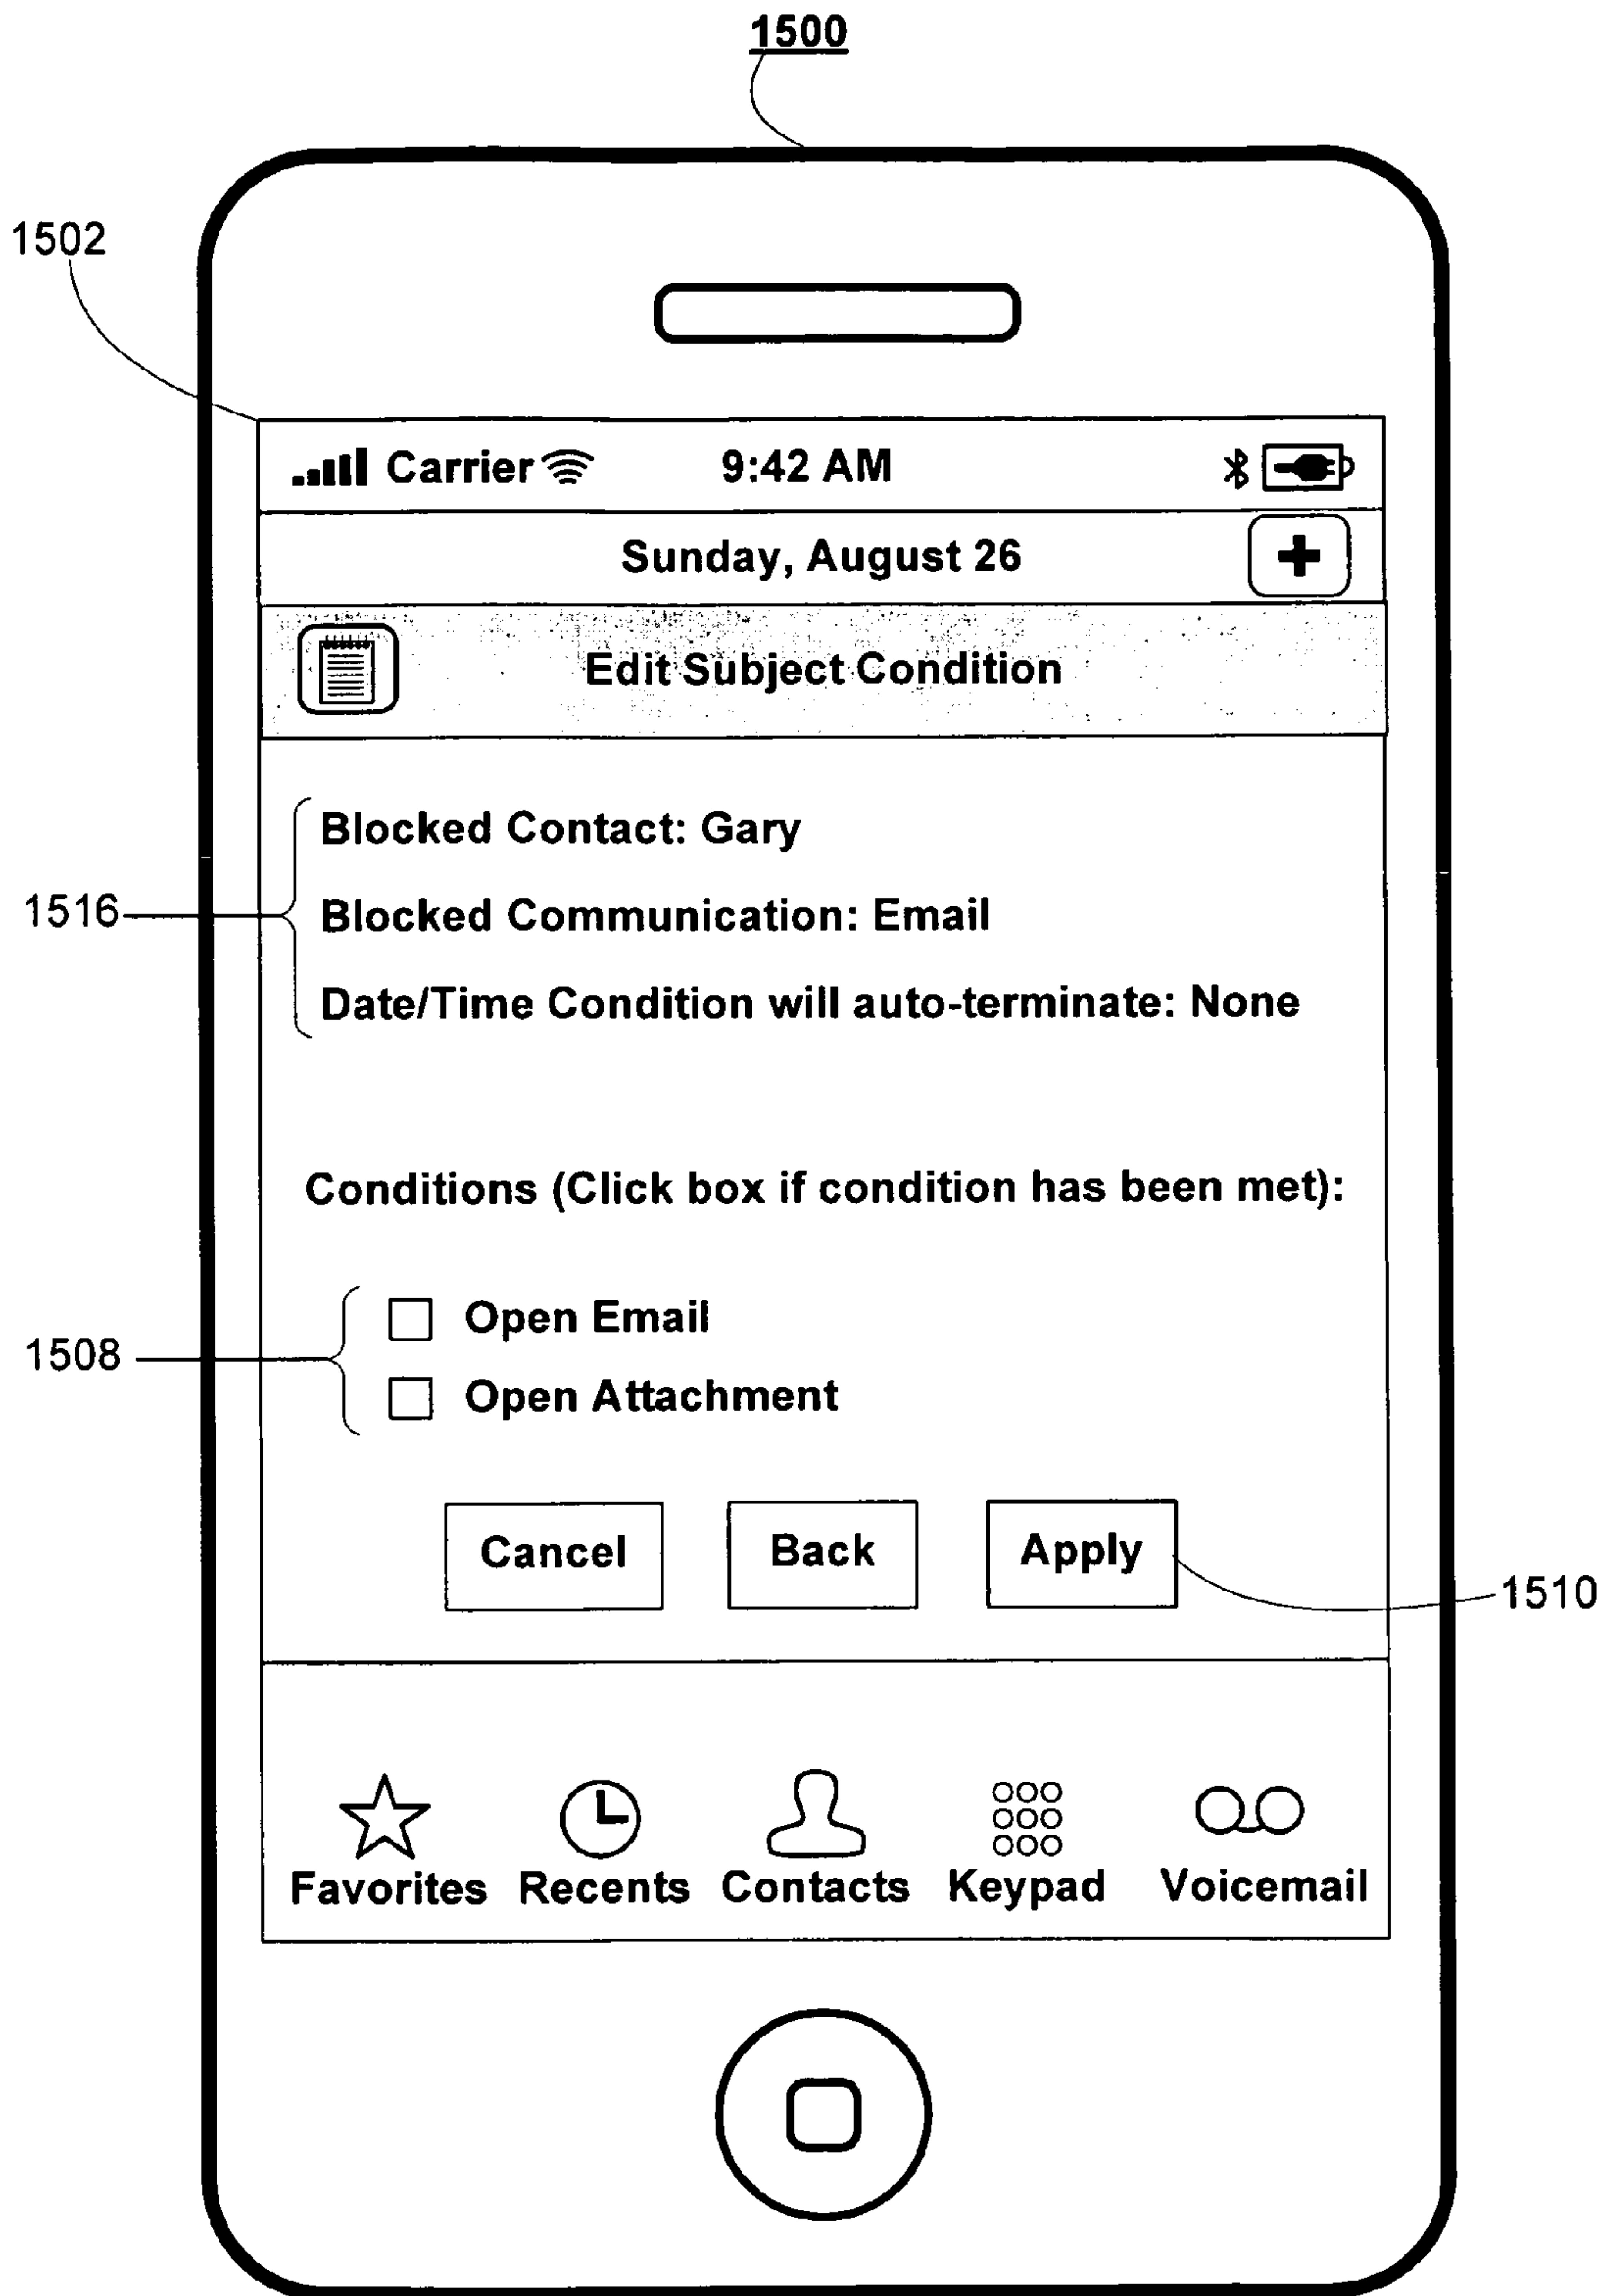 1500
1502
Carrier 9:42 AM
Sunday, August 26
Edit Subject Condition
Blocked Contact: Gary
1516 Blocked Communication: Email
Date/Time Condition will auto-terminate: None
Conditions (Click box if condition has been met):
Open Email
1508
Open Attachment
Cancel Back Apply
1510
Favorites Recents Contacts Keypad Voicemail